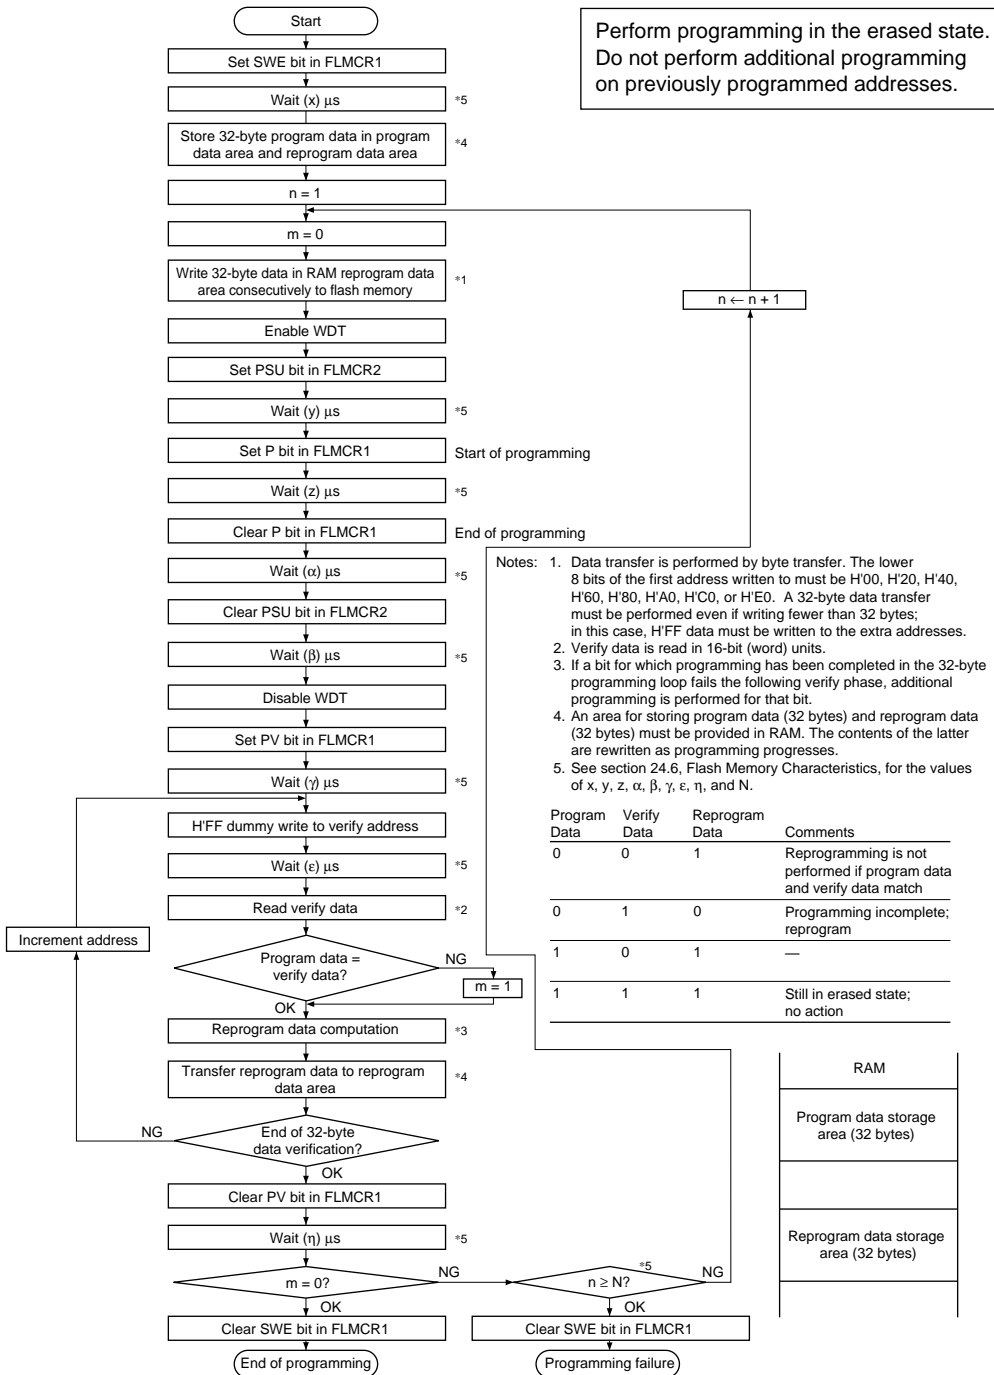 Start
Perform programming in the erased state.
Do not perform additional programming
on previously programmed addresses.
Set SWE bit in FLMCR1
Wait (x) μs
*5
Store 32-byte program data in program
data area and reprogram data area
*4
n = 1
m = 0
Write 32-byte data in RAM reprogram data
area consecutively to flash memory
*1
n ← n + 1
Enable WDT
Set PSU bit in FLMCR2
Wait (y) μs
*5
Set P bit in FLMCR1
Start of programming
Wait (z) μs
*5
Clear P bit in FLMCR1
End of programming
Wait (α) μs
*5
Clear PSU bit in FLMCR2
Wait (β) μs
*5
Disable WDT
Set PV bit in FLMCR1
Wait (γ) μs
*5
H'FF dummy write to verify address
Wait (ε) μs
*5
Read verify data
*2
Increment address
Program data =
verify data?
NG
m = 1
OK
Reprogram data computation
*3
Transfer reprogram data to reprogram
data area
*4
NG
End of 32-byte
data verification?
OK
Clear PV bit in FLMCR1
Wait (η) μs
*5
m = 0?
NG
OK
*5
n ≥ N?
NG
OK
Clear SWE bit in FLMCR1
Clear SWE bit in FLMCR1
End of programming
Programming failure
Notes: 1. Data transfer is performed by byte transfer. The lower
8 bits of the first address written to must be H'00, H'20, H'40,
H'60, H'80, H'A0, H'C0, or H'E0. A 32-byte data transfer
must be performed even if writing fewer than 32 bytes;
in this case, H'FF data must be written to the extra addresses.
2. Verify data is read in 16-bit (word) units.
3. If a bit for which programming has been completed in the 32-byte
programming loop fails the following verify phase, additional
programming is performed for that bit.
4. An area for storing program data (32 bytes) and reprogram data
(32 bytes) must be provided in RAM. The contents of the latter
are rewritten as programming progresses.
5. See section 24.6, Flash Memory Characteristics, for the values
of x, y, z, α, β, γ, ε, η, and N.
Program Verify Reprogram
Data Data Data Comments
0 0 1 Reprogramming is not
performed if program data
and verify data match
0 1 0 Programming incomplete;
reprogram
1 0 1 —
1 1 1 Still in erased state;
no action
RAM
Program data storage
area (32 bytes)
Reprogram data storage
area (32 bytes)